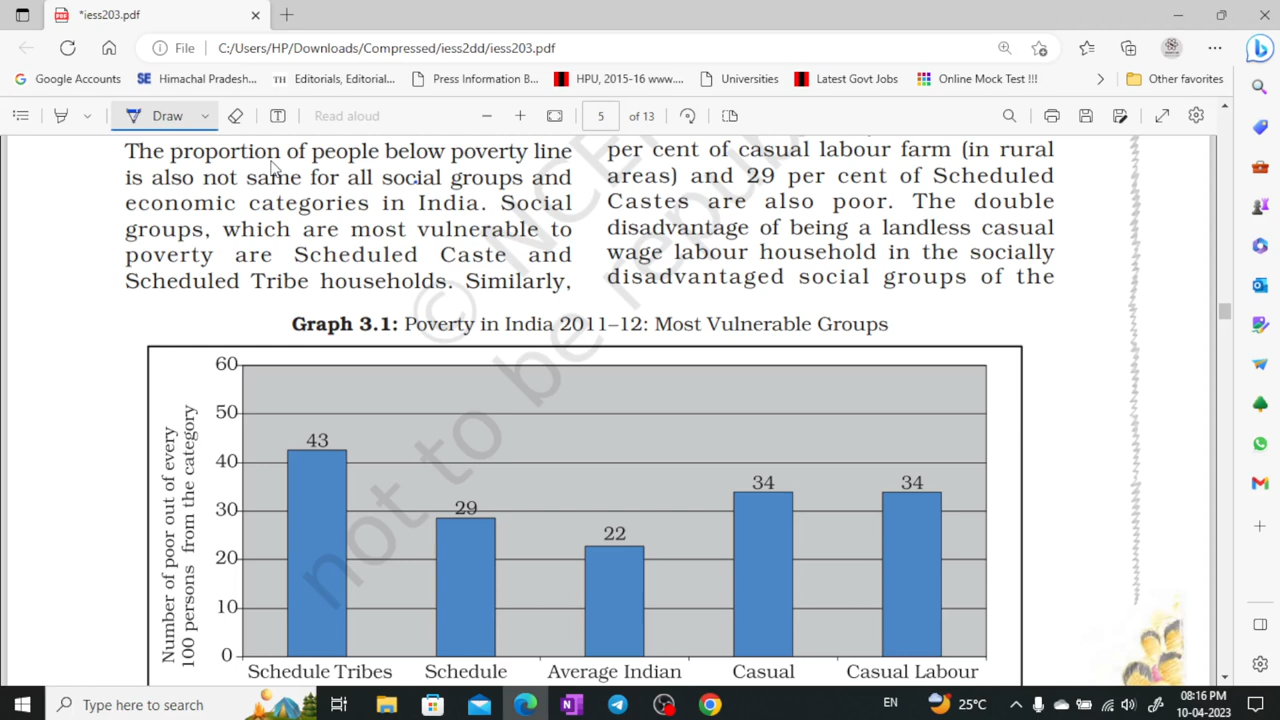 *iess203.pdf
File C:/Users/HP/Downloads/Compressed/iess2dd/iess203.pdf
Google Accounts SE Himachal Pradesh... TH Editorials, Editorial... Press Information B... HPU, 2015-16 www.... Universities Latest Govt Jobs Online Mock Test !!! Other favorites
Draw Read aloud 5 of 13
The proportion of people below poverty line
is also not same for all social groups and
economic categories in India. Social
groups, which are most vulnerable to
poverty are Scheduled Caste and
Scheduled Tribe households. Similarly,
per cent of casual labour farm (in rural
areas) and 29 per cent of Scheduled
Castes are also poor. The double
disadvantage of being a landless casual
wage labour household in the socially
disadvantaged social groups of the
Graph 3.1: Poverty in India 2011–12: Most Vulnerable Groups
Number of poor out of every
100 persons from the category
60
50
40
30
20
10
0
43
29
22
34
34
Schedule Tribes Schedule Average Indian Casual Casual Labour
© NCE
not to be republ
Type here to search
EN 25°C 08:16 PM
10-04-2023